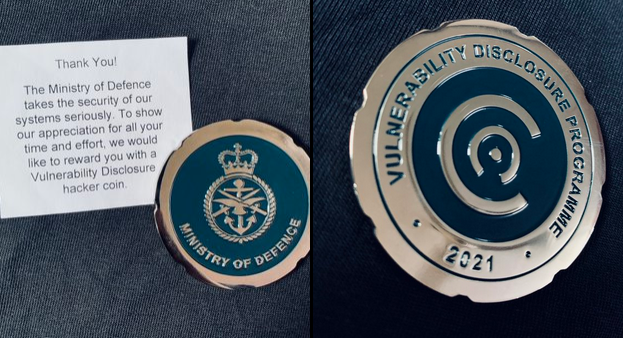 Thank You!
The Ministry of Defence
takes the security of our
systems seriously. To show
our appreciation for all your
time and effort, we would
like to reward you with a
Vulnerability Disclosure
hacker coin.
MINISTRY OF DEFENCE
VULNERABILITY DISCLOSURE PROGRAMME
2021